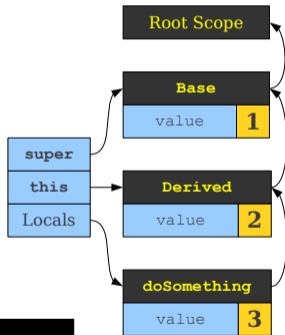 Root Scope
Base
value 1
super
this
Locals
Derived
value 2
doSomething
value 3